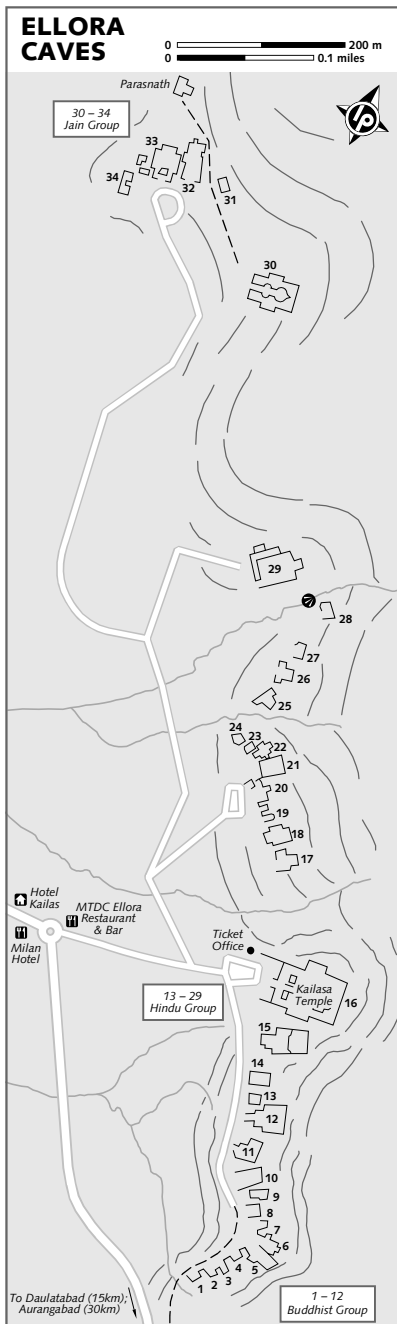 ELLORA
CAVES
0 200 m
0 0.1 miles
Parasnath
30 – 34
Jain Group
33
34
32
31
30
29
28
27
26
25
24
23
22
21
20
19
18
17
Hotel
Kailas
MTDC Ellora
Restaurant
& Bar
Milan
Hotel
Ticket
Office
Kailasa
Temple
16
13 – 29
Hindu Group
15
14
13
12
11
10
9
8
7
6
5
4
3
2
1
To Daulatabad (15km);
Aurangabad (30km)
1 – 12
Buddhist Group